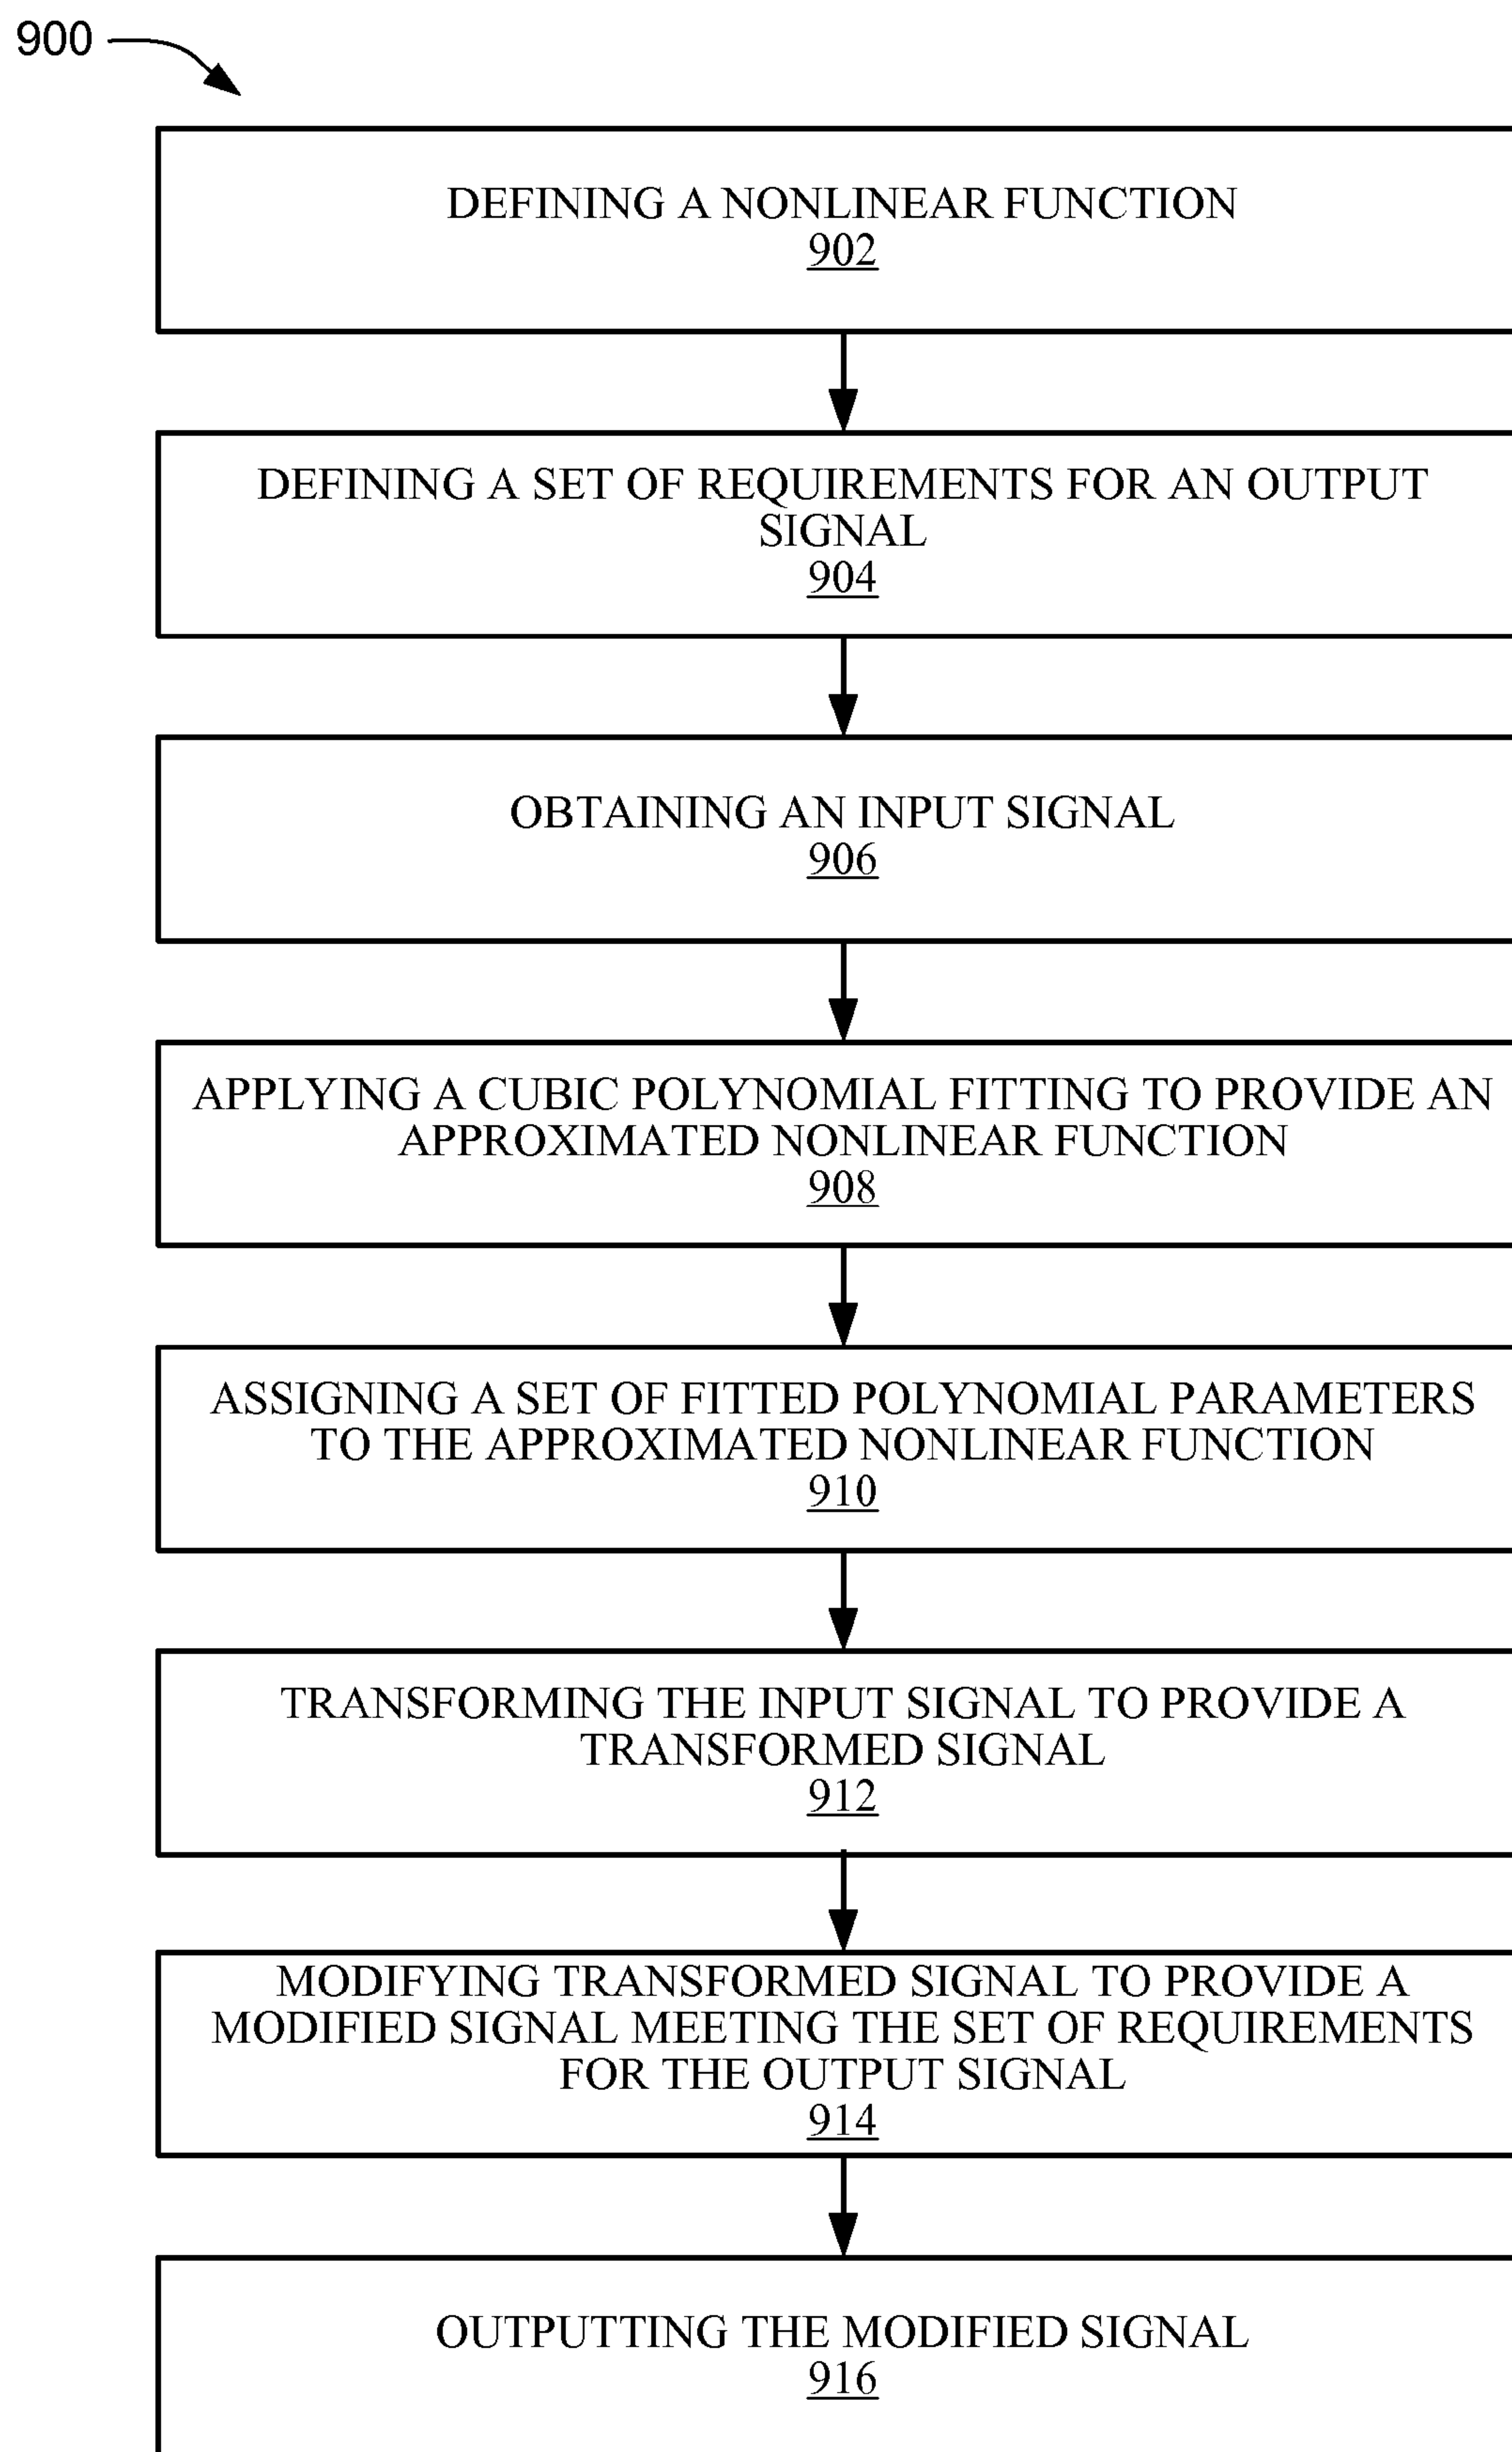 900
DEFINING A NONLINEAR FUNCTION
902
DEFINING A SET OF REQUIREMENTS FOR AN OUTPUT
SIGNAL
904
OBTAINING AN INPUT SIGNAL
906
APPLYING A CUBIC POLYNOMIAL FITTING TO PROVIDE AN
APPROXIMATED NONLINEAR FUNCTION
908
ASSIGNING A SET OF FITTED POLYNOMIAL PARAMETERS
TO THE APPROXIMATED NONLINEAR FUNCTION
910
TRANSFORMING THE INPUT SIGNAL TO PROVIDE A
TRANSFORMED SIGNAL
912
MODIFYING TRANSFORMED SIGNAL TO PROVIDE A
MODIFIED SIGNAL MEETING THE SET OF REQUIREMENTS
FOR THE OUTPUT SIGNAL
914
OUTPUTTING THE MODIFIED SIGNAL
916